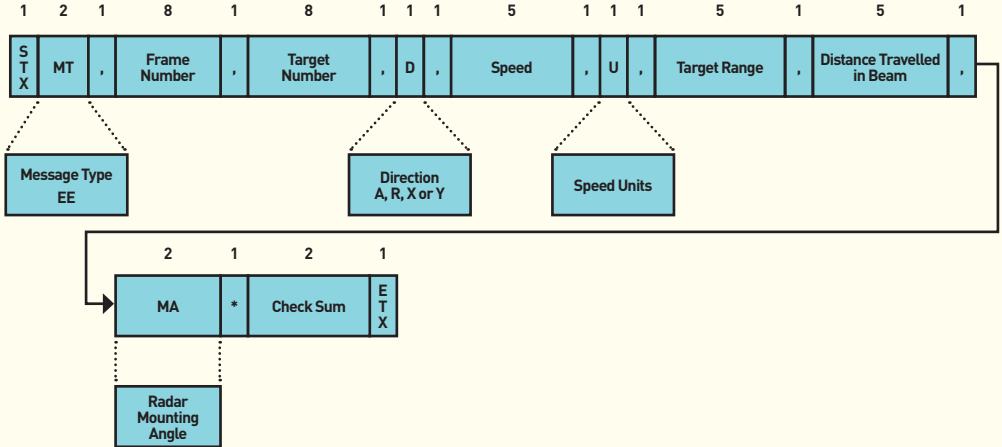 1 2 1 8 1 8 1 1 1 5 1 1 1 5 1 5 1
STX MT , Frame Number , Target Number , D , Speed , U , Target Range , Distance Travelled in Beam ,
Message Type
EE
Direction
A, R, X or Y
Speed Units
2 1 2 1
MA * Check Sum ETX
Radar
Mounting
Angle